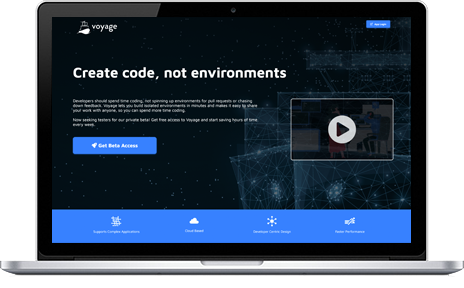 voyage
App Login
Create code, not environments
Developers should spend time coding, not spinning up environments for pull requests or chasing
down feedback. Voyage lets you build isolated environments in minutes and makes it easy to share
your work with anyone, so you can spend more time coding.
Now seeking testers for our private beta! Get free access to Voyage and start saving hours of time
every week.
Get Beta Access
Supports Complex Applications
Cloud Based
Developer Centric Design
Faster Performance